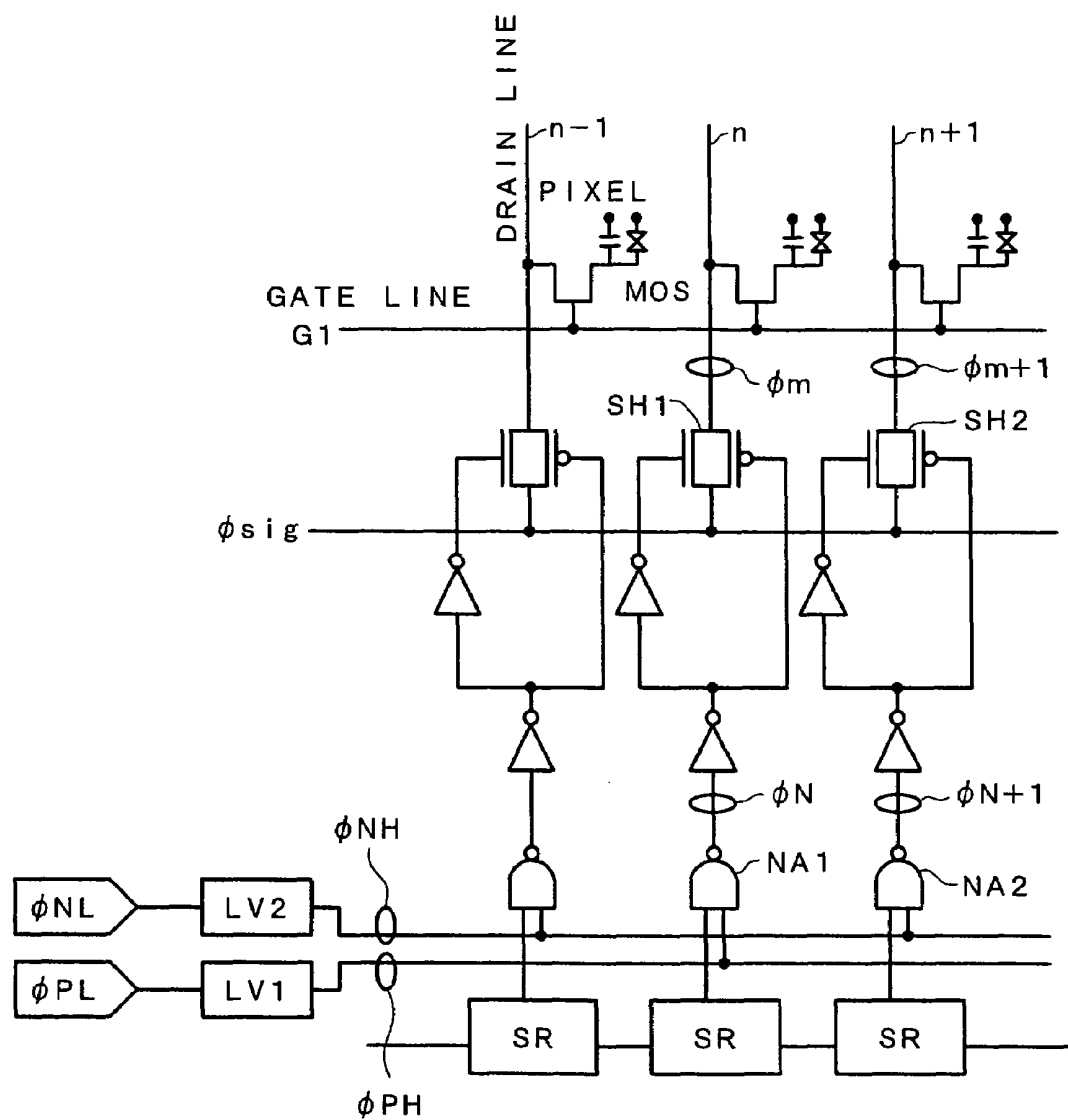 DRAIN LINE
n-1
n
n+1
PIXEL
MOS
GATE LINE
G1
ϕm
ϕm+1
SH1
SH2
ϕsig
ϕN
ϕN+1
ϕNH
NA1
NA2
ϕNL
LV2
ϕPL
LV1
SR
SR
SR
ϕPH